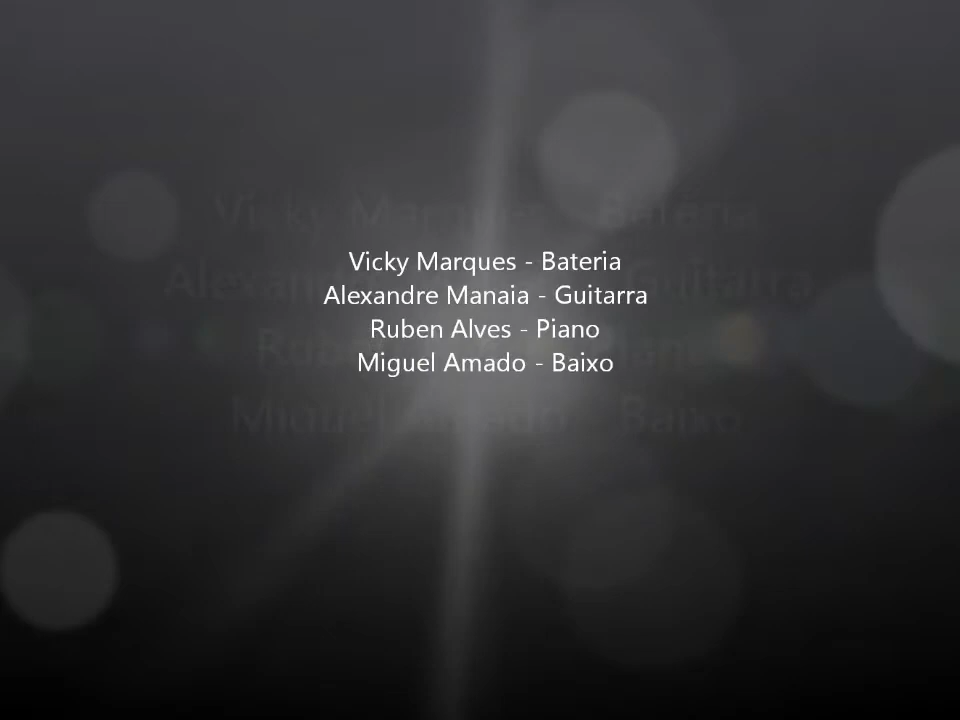 Vicky Marques - Bateria
Alexandre Manaia - Guitarra
Ruben Alves - Piano
Miguel Amado - Baixo